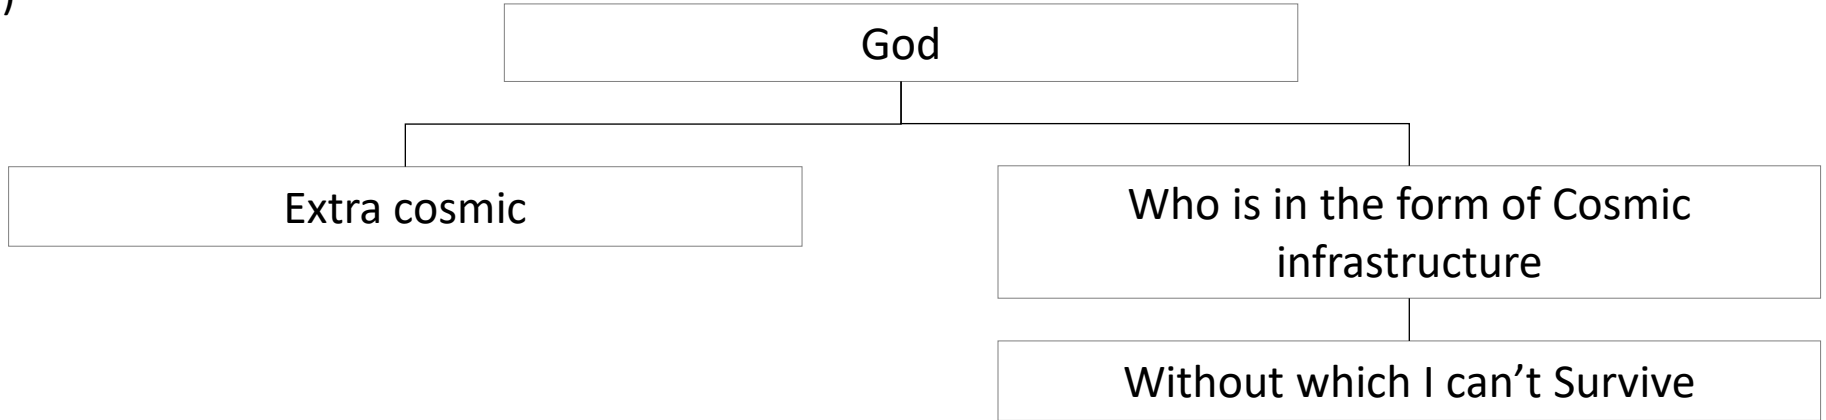 )
God
Extra cosmic
Who is in the form of Cosmic
infrastructure
Without which I can’t Survive